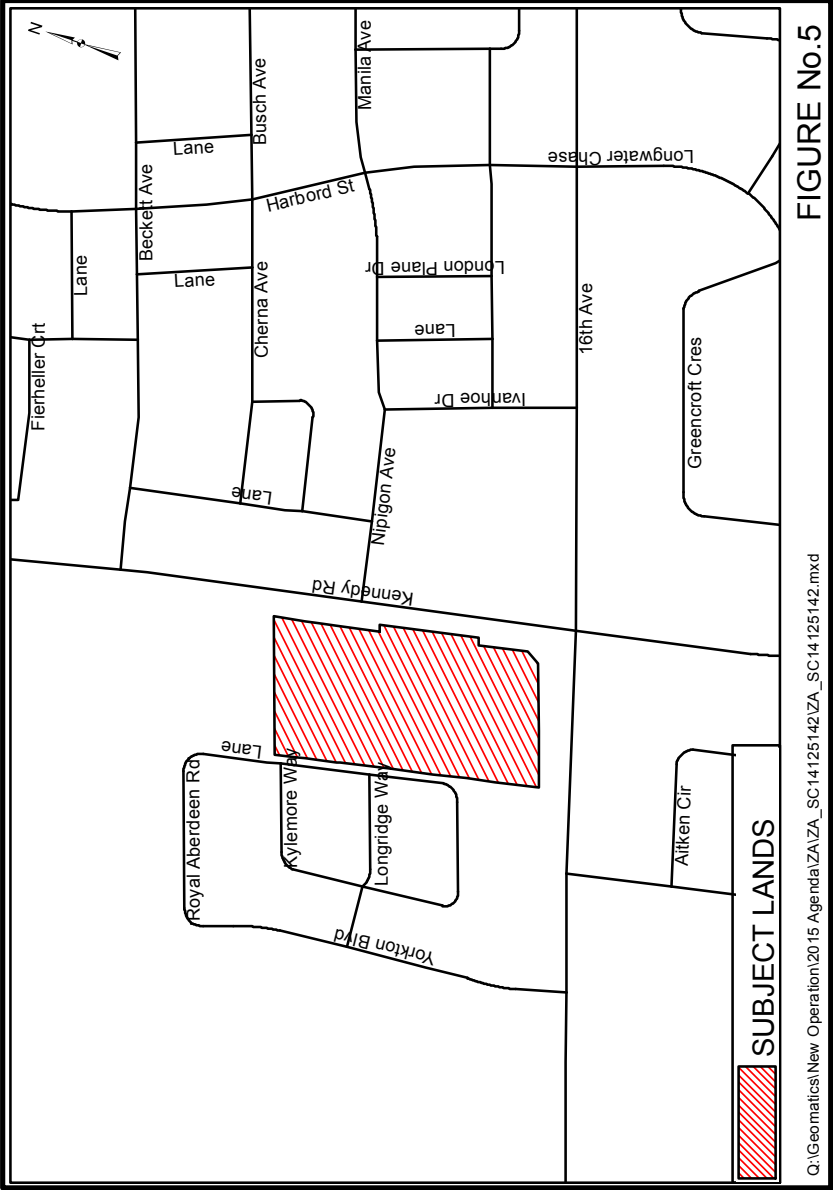 N
Fierheller Crt
Lane
Beckett Ave
Lane
Lane
Busch Ave
Cherna Ave
Harbord St
Manila Ave
London Plane Dr
Lane
Ivanhoe Dr
Longwater Chase
16th Ave
Greencroft Cres
Lane
Nipigon Ave
Kennedy Rd
Lane
Royal Aberdeen Rd
Kylemore Way
Longridge Way
Yorkton Blvd
Aitken Cir
SUBJECT LANDS
Q:\Geomatics\New Operation\2015 Agenda\ZA\ZA_SC14125142\ZA_SC14125142.mxd
FIGURE No.5